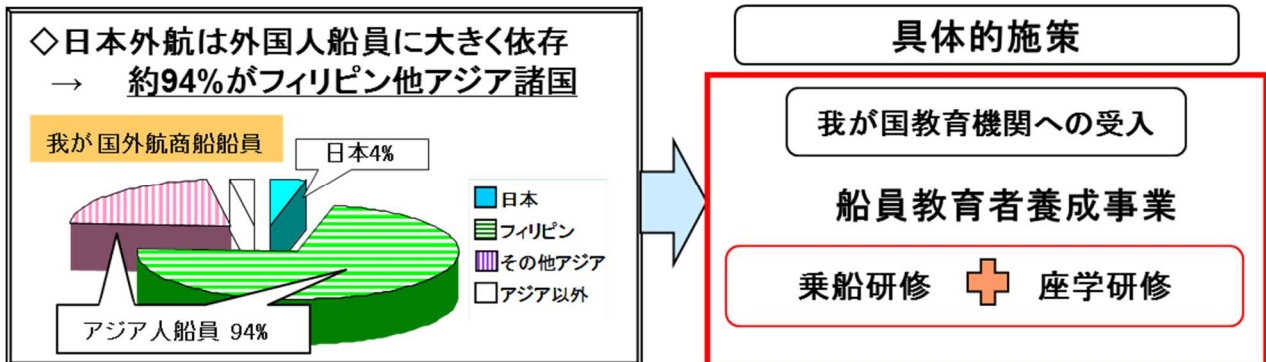 ◇日本外航は外国人船員に大きく依存
→ 約94%がフィリピン他アジア諸国
我が国外航商船船員
日本4%
日本
フィリピン
その他アジア
アジア以外
アジア人船員 94%
具体的施策
我が国教育機関への受入
船員教育者養成事業
乗船研修 座学研修